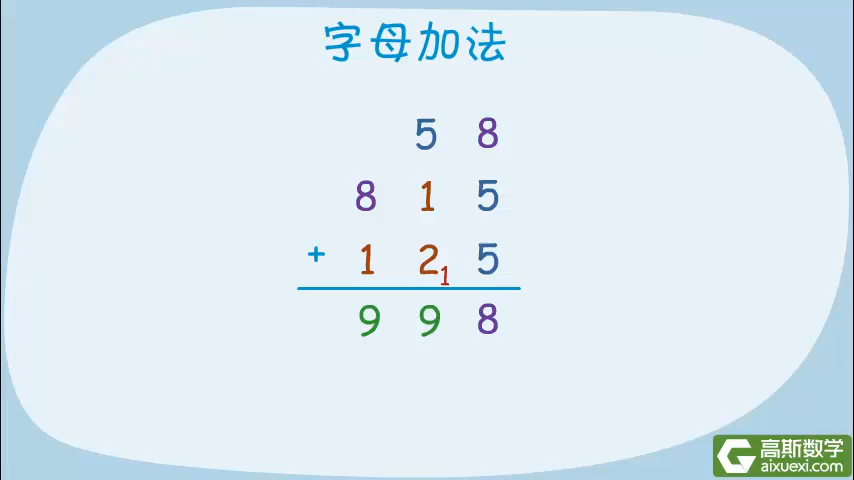 字母加法
5 8
8 1 5
+ 1 2 1 5
9 9 8
高斯数学
aixuexi.com